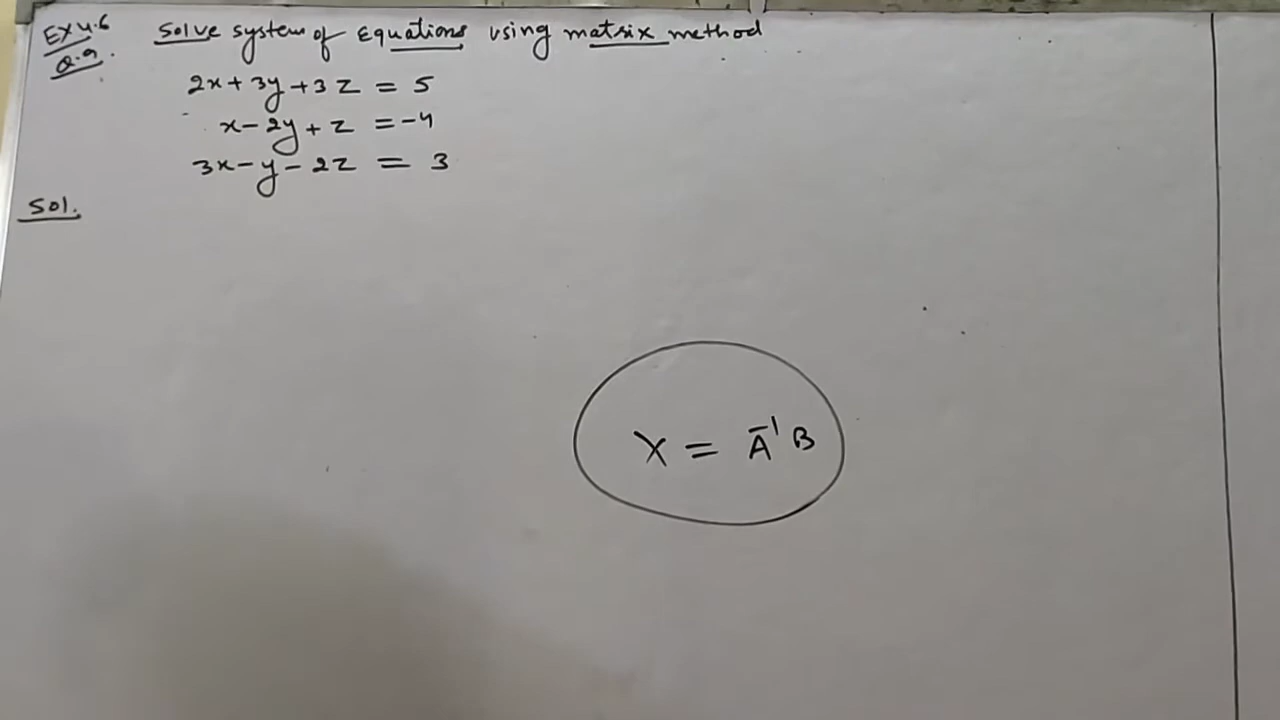 Ex 4.6
Q.9.
Solve system of Equations using matrix method
2x + 3y + 3z = 5
x - 2y + z = -4
3x - y - 2z = 3
Sol.
X = A⁻¹B